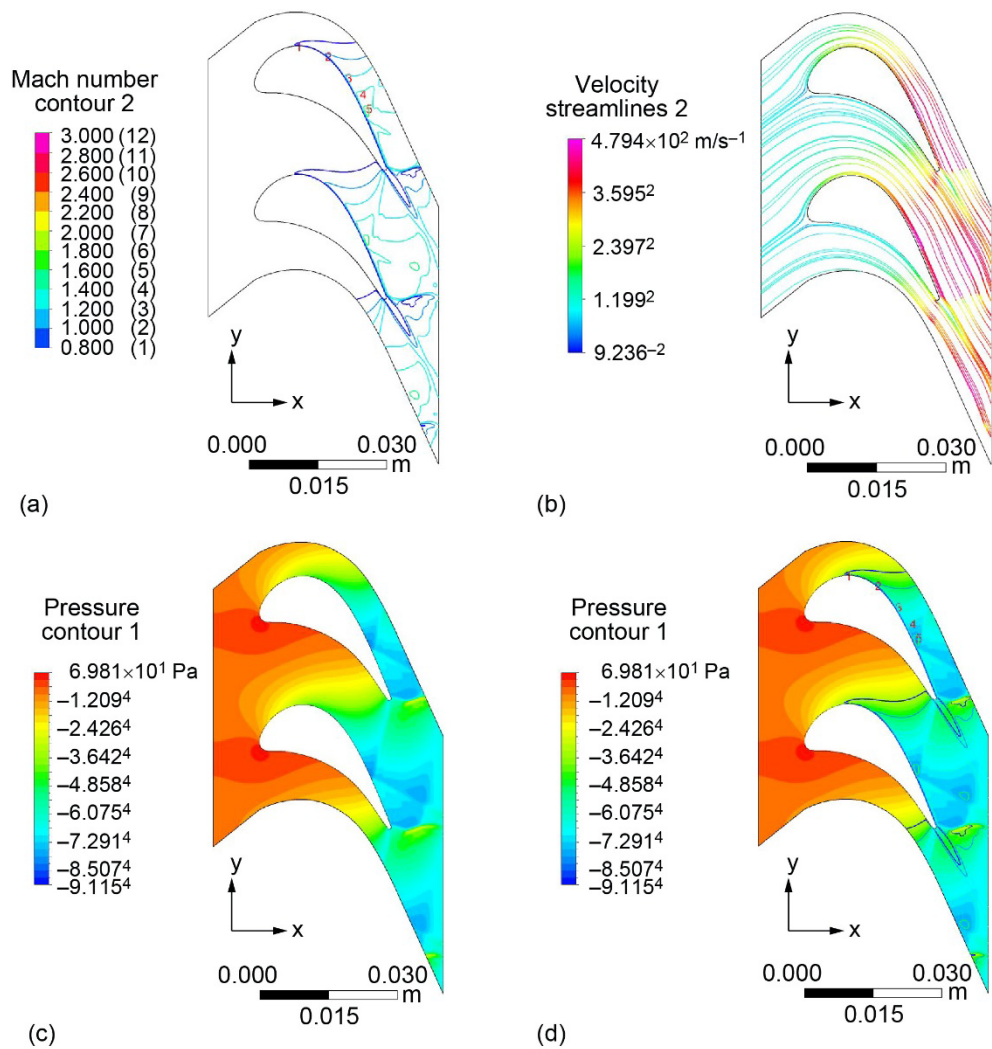 Mach number
contour 2
3.000 (12)
2.800 (11)
2.600 (10)
2.400 (9)
2.200 (8)
2.000 (7)
1.800 (6)
1.600 (5)
1.400 (4)
1.200 (3)
1.000 (2)
0.800 (1)
1
2
3
4
5
y
x
0.000 0.030
m
0.015
(a)
Velocity
streamlines 2
4.794×10² m/s⁻¹
3.595²
2.397²
1.199²
9.236⁻²
y
x
0.000 0.030
m
0.015
(b)
Pressure
contour 1
6.981×10¹ Pa
–1.209⁴
–2.426⁴
–3.642⁴
–4.858⁴
–6.075⁴
–7.291⁴
–8.507⁴
–9.115⁴
y
x
0.000 0.030
m
0.015
(c)
Pressure
contour 1
6.981×10¹ Pa
–1.209⁴
–2.426⁴
–3.642⁴
–4.858⁴
–6.075⁴
–7.291⁴
–8.507⁴
–9.115⁴
1
2
4
y
x
0.000 0.030
m
0.015
(d)